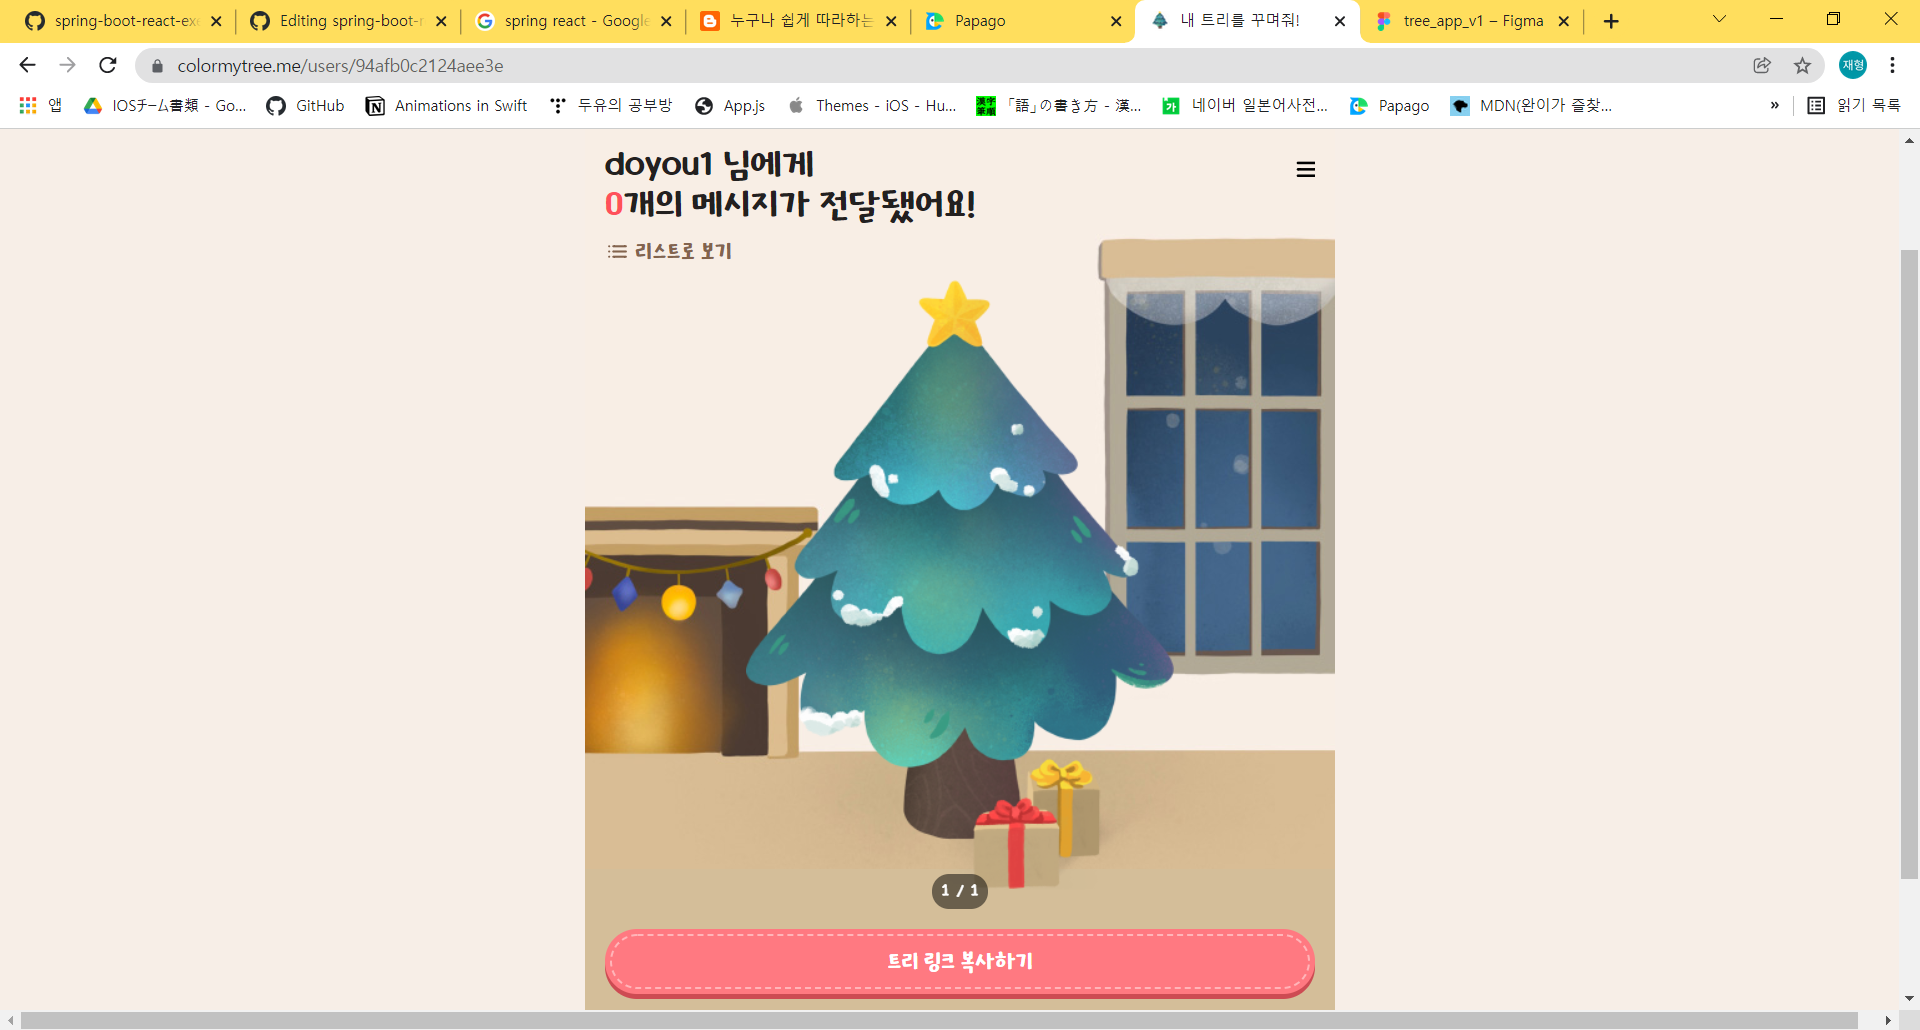 spring-boot-react-exe
Editing spring-boot-r
spring react - Google
누구나 쉽게 따라하는
Papago
내 트리를 꾸며줘!
tree_app_v1 – Figma
colormytree.me/users/94afb0c2124aee3e
재형
앱
IOSチーム書類 - Go...
GitHub
Animations in Swift
두유의 공부방
App.js
Themes - iOS - Hu...
「語」の書き方 - 漢...
네이버 일본어사전...
Papago
MDN(완이가 즐찾...
»
읽기 목록
doyou1 님에게
0개의 메시지가 전달됐어요!
리스트로 보기
1 / 1
트리 링크 복사하기